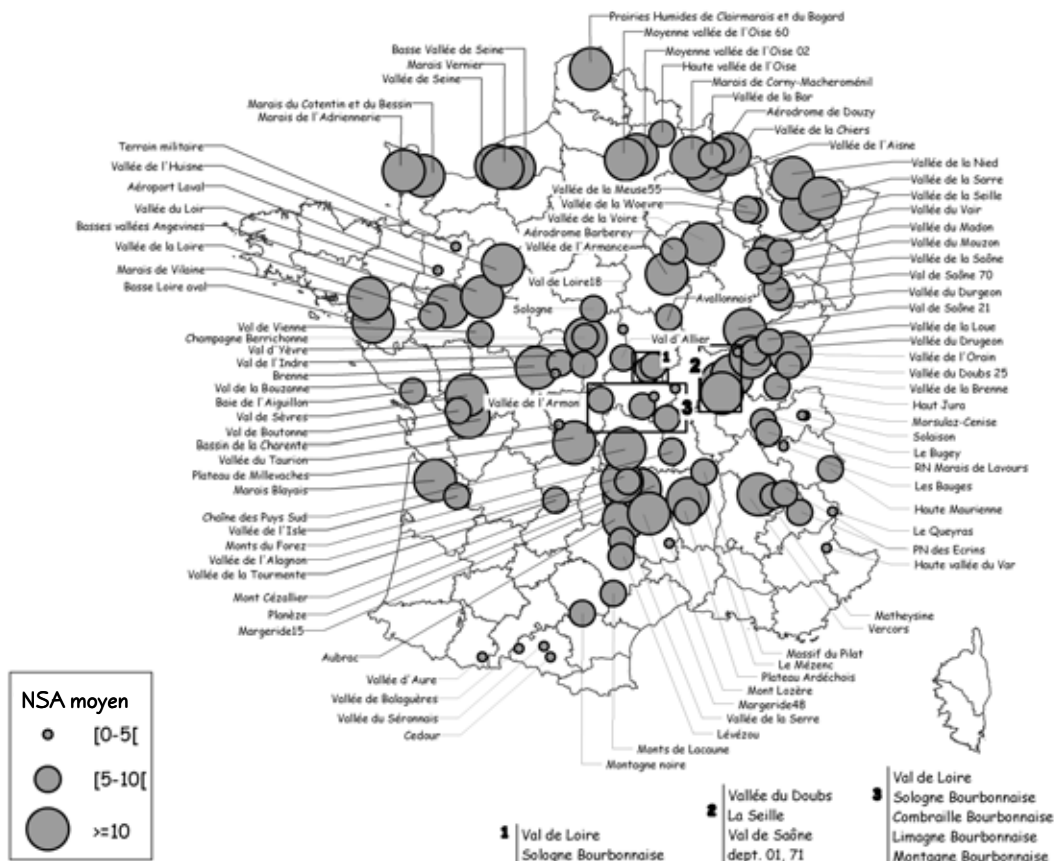 Prairies Humides de Clairmarais et du Bagard
Moyenne vallée de l'Oise 60
Basse Vallée de Seine
Moyenne vallée de l'Oise 02
Marais Vernier
Haute vallée de l'Oise
Vallée de Seine
Marais de Corny-Macheroménil
Vallée de la Bar
Marais du Cotentin et du Bessin
Aérodrome de Douzy
Marais de l'Adriennerie
Vallée de la Chiers
Vallée de l'Aisne
Terrain militaire
Vallée de l'Huisne
Aéroport Laval
Vallée du Loir
Basses vallées Angevines
Vallée de la Loire
Marais de Vilaine
Basse Loire aval
Vallée de la Nied
Vallée de la Sarre
Vallée de la Seille
Vallée du Vair
Vallée du Madon
Vallée du Mouzon
Vallée de la Saône
Val de Saône 70
Vallée du Durgeon
Val de Saône 21
Vallée de la Loue
Vallée du Drugeon
Vallée de l'Orain
Vallée du Doubs 25
Vallée de la Brenne
Haut Jura
Morsulaz-Cenise
Solaison
Le Bugey
RN Marais de Lavours
Les Bauges
Haute Maurienne
Le Queyras
PN des Ecrins
Haute vallée du Var
Vallée de la Meuse55
Vallée de la Woevre
Vallée de la Voire
Aérodrome Barberey
Vallée de l'Armance
Val de Loire18
Sologne
Avallonnais
Val d'Allier
Val de Vienne
Champagne Berrichonne
Val d'Yèvre
Val de l'Indre
Brenne
Val de la Bouzanne
Baie de l'Aiguillon
Val de Sèvres
Val de Boutonne
Bassin de la Charente
Vallée du Taurion
Plateau de Millevaches
Marais Blayais
Vallée de l'Armon
1
2
3
Chaîne des Puys Sud
Vallée de l'Isle
Monts du Forez
Vallée de l'Alagnon
Vallée de la Tourmente
Mont Cézallier
Planèze
Margeride15
Aubrac
Vallée d'Aure
Vallée de Balaguères
Vallée du Séronnais
Cedour
Matheysine
Vercors
Massif du Pilat
Le Mézenc
Plateau Ardéchois
Mont Lozère
Margeride48
Vallée de la Serre
Lévézou
Monts de Lacaune
Montagne noire
NSA moyen
[0-5[
[5-10[
>=10
1
Val de Loire
Sologne Bourbonnaise
2
Vallée du Doubs
La Seille
Val de Saône
dept. 01, 71
3
Val de Loire
Sologne Bourbonnaise
Combraille Bourbonnaise
Limagne Bourbonnaise
Montagne Bourbonnaise